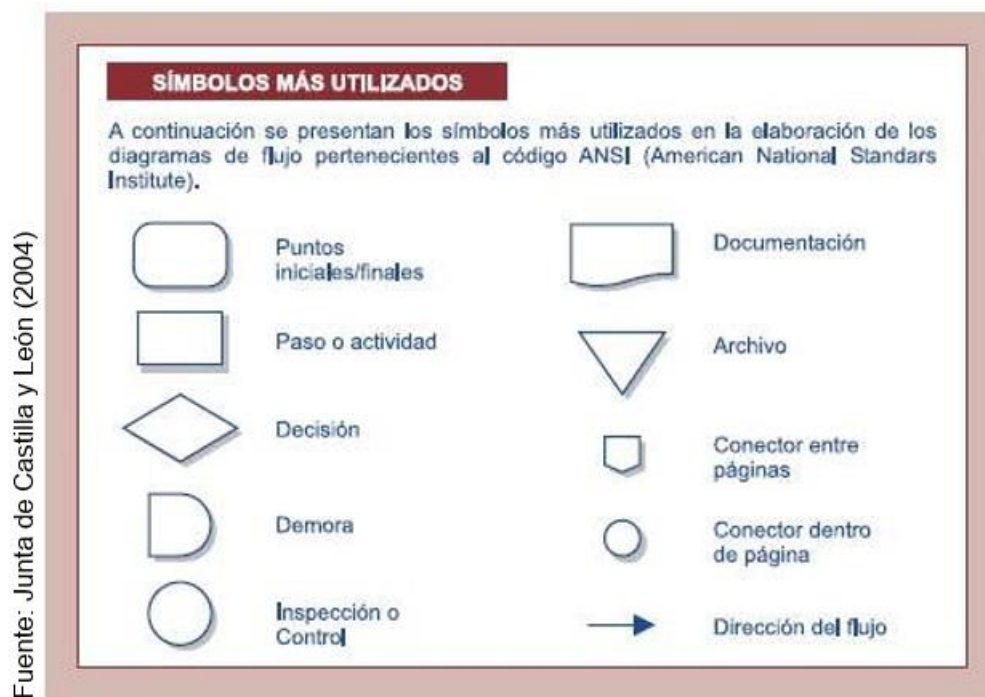 SÍMBOLOS MÁS UTILIZADOS
A continuación se presentan los símbolos más utilizados en la elaboración de los
diagramas de flujo pertenecientes al código ANSI (American National Standars
Institute).
Puntos
iniciales/finales
Paso o actividad
Decisión
Demora
Inspección o
Control
Documentación
Archivo
Conector entre
páginas
Conector dentro
de página
Dirección del flujo
Fuente: Junta de Castilla y León (2004)